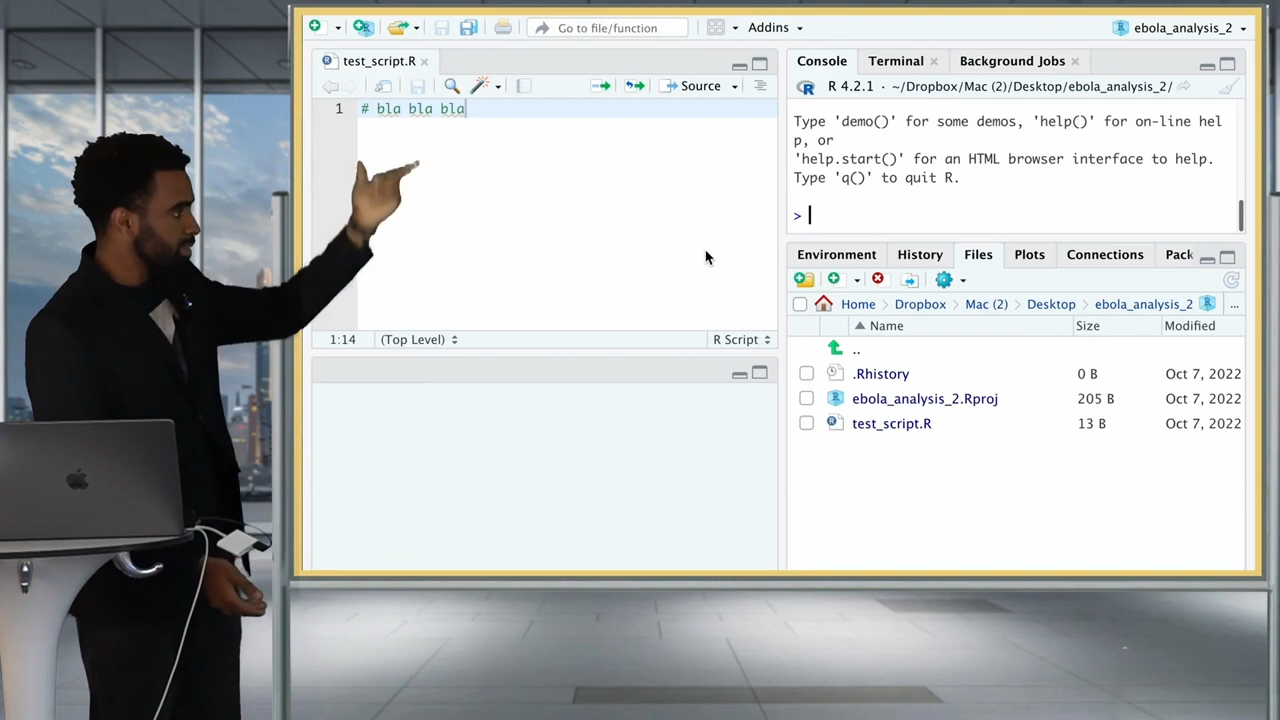 Go to file/function
Addins
ebola_analysis_2
test_script.R
Source
1 # bla bla bla
1:14 (Top Level) R Script
Console Terminal Background Jobs
R 4.2.1 · ~/Dropbox/Mac (2)/Desktop/ebola_analysis_2/
Type 'demo()' for some demos, 'help()' for on-line hel
p, or
'help.start()' for an HTML browser interface to help.
Type 'q()' to quit R.
>
Environment History Files Plots Connections Pack
Home Dropbox Mac (2) Desktop ebola_analysis_2 ...
Name Size Modified
..
.Rhistory 0 B Oct 7, 2022
ebola_analysis_2.Rproj 205 B Oct 7, 2022
test_script.R 13 B Oct 7, 2022